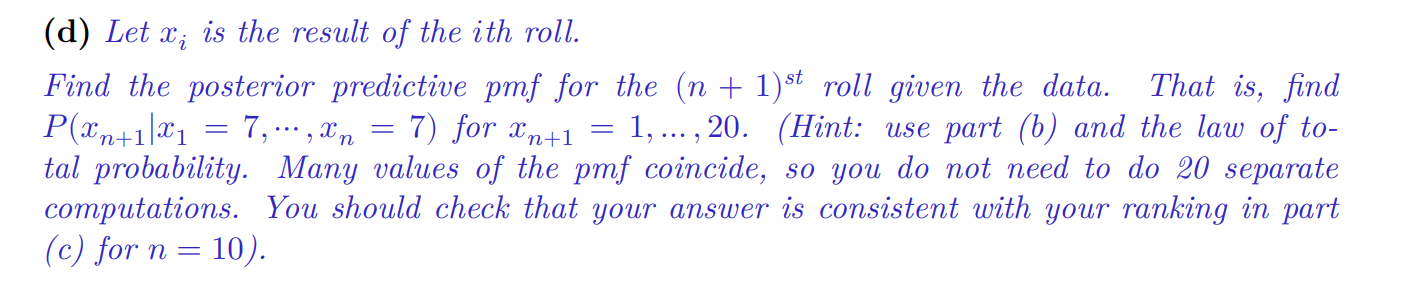 (d) Let x_i is the result of the ith roll.
Find the posterior predictive pmf for the (n + 1)^{st} roll given the data. That is, find
P(x_{n+1}|x_1 = 7, ⋯ , x_n = 7) for x_{n+1} = 1, ... , 20. (Hint: use part (b) and the law of to-
tal probability. Many values of the pmf coincide, so you do not need to do 20 separate
computations. You should check that your answer is consistent with your ranking in part
(c) for n = 10).